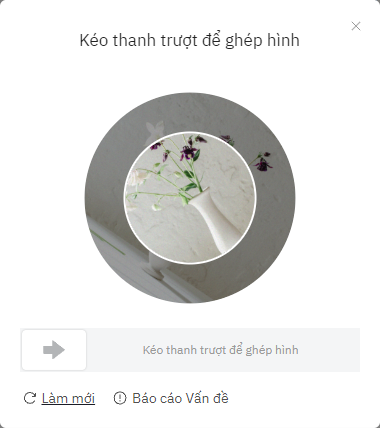 Kéo thanh trượt để ghép hình
Kéo thanh trượt để ghép hình
Làm mới
Báo cáo Vấn đề